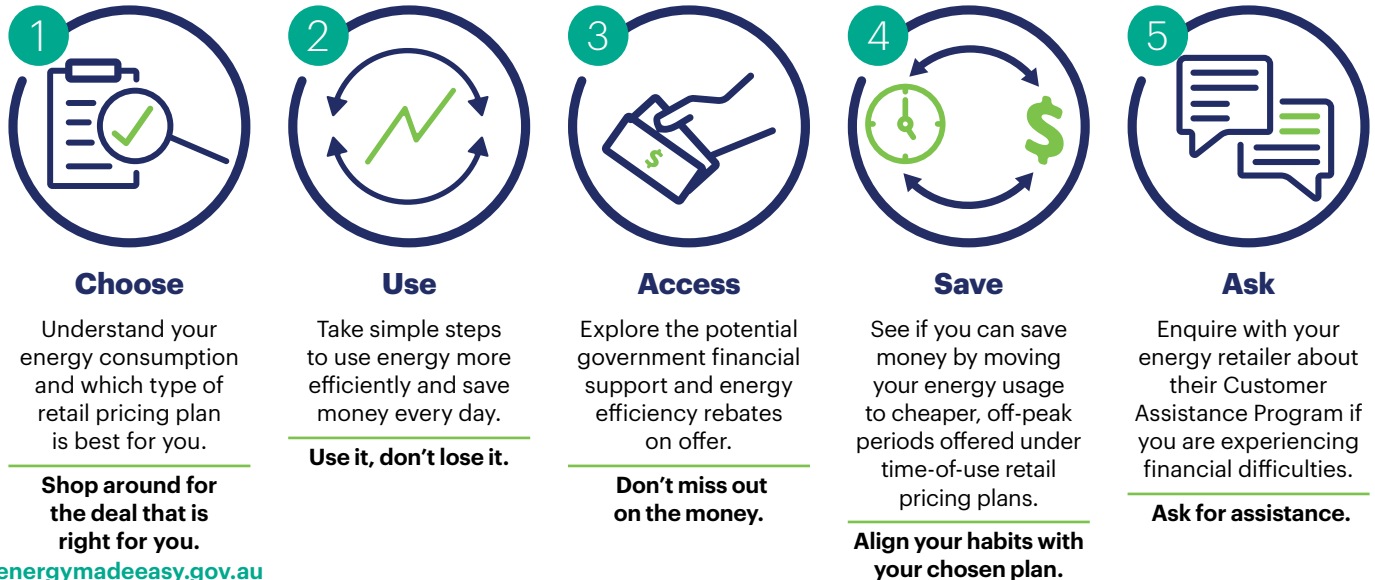 1
Choose
Understand your
energy consumption
and which type of
retail pricing plan
is best for you.
Shop around for
the deal that is
right for you.
energymadeeasy.gov.au
2
Use
Take simple steps
to use energy more
efficiently and save
money every day.
Use it, don’t lose it.
3
$
Access
Explore the potential
government financial
support and energy
efficiency rebates
on offer.
Don’t miss out
on the money.
4
$
Save
See if you can save
money by moving
your energy usage
to cheaper, off-peak
periods offered under
time-of-use retail
pricing plans.
Align your habits with
your chosen plan.
5
Ask
Enquire with your
energy retailer about
their Customer
Assistance Program if
you are experiencing
financial difficulties.
Ask for assistance.